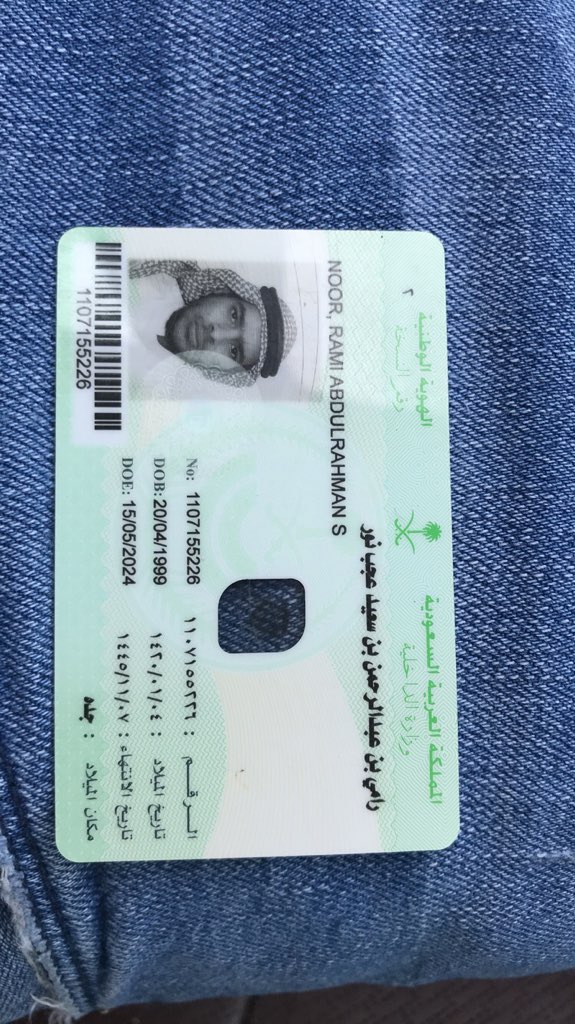 المملكة العربية السعودية
وزارة الداخلية
الهوية الوطنية
رقم النسخة
٢
رامي بن عبدالرحمن بن سعيد عجب نور
NOOR, RAMI ABDULRAHMAN S
الرقم : ١١٠٧١٥٥٢٢٦
No: 1107155226
تاريخ الميلاد : ١٤٢٠/٠١/٠٤
DOB: 20/04/1999
تاريخ الانتهاء : ١٤٤٥/١١/٠٧
DOE: 15/05/2024
مكان الميلاد : جده
1107155226